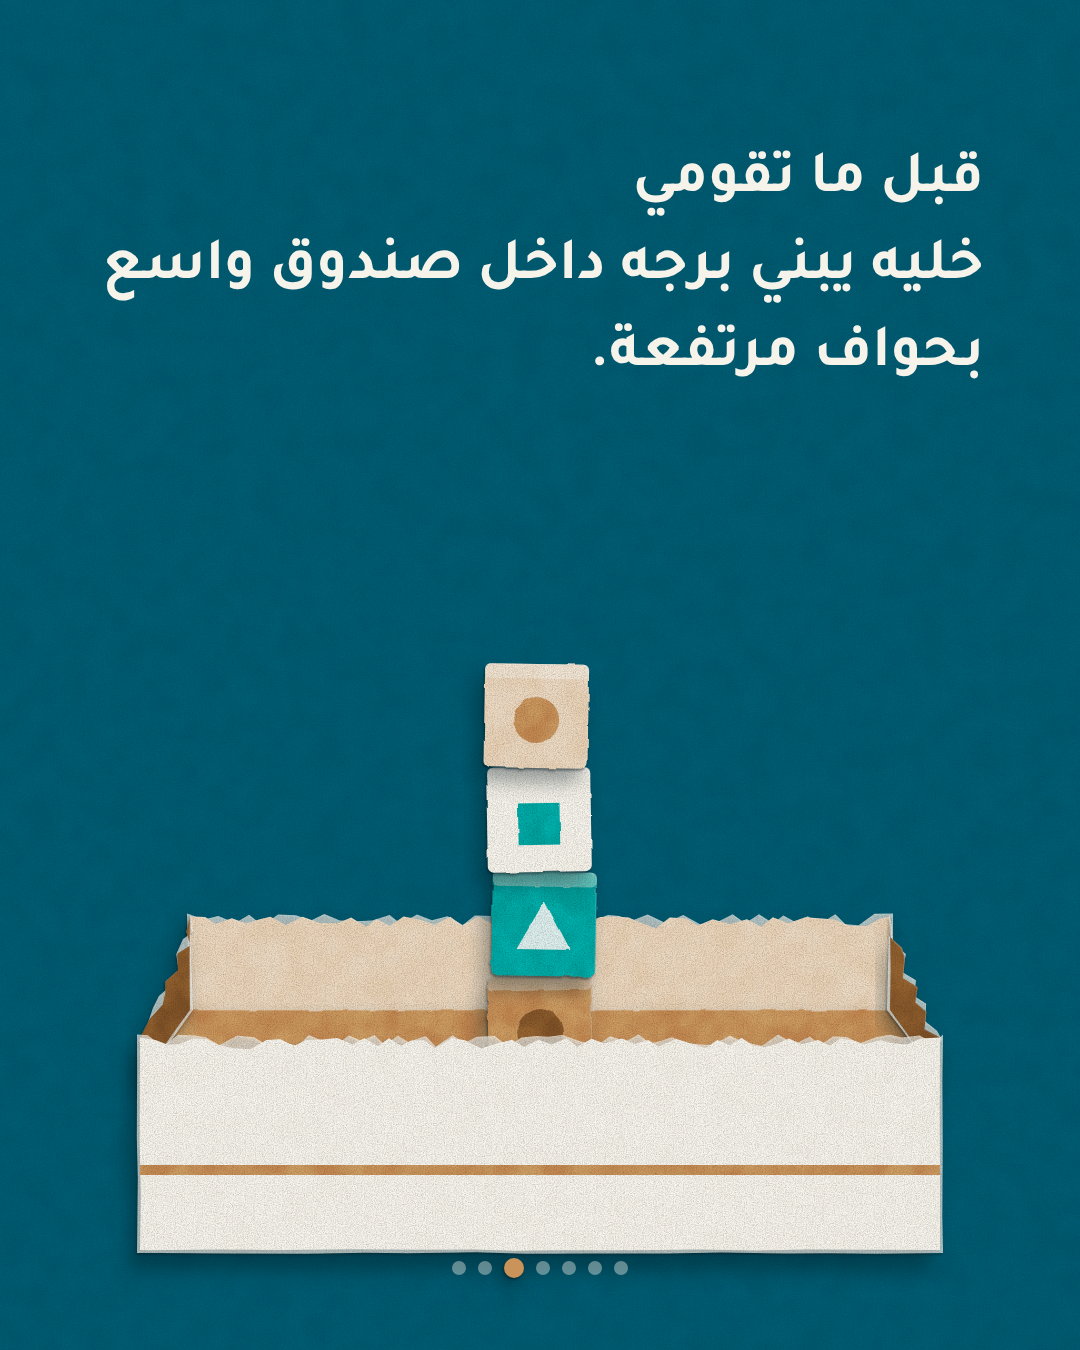 قبل ما تقومي
خليه يبني برجه داخل صندوق واسع
بحواف مرتفعة.